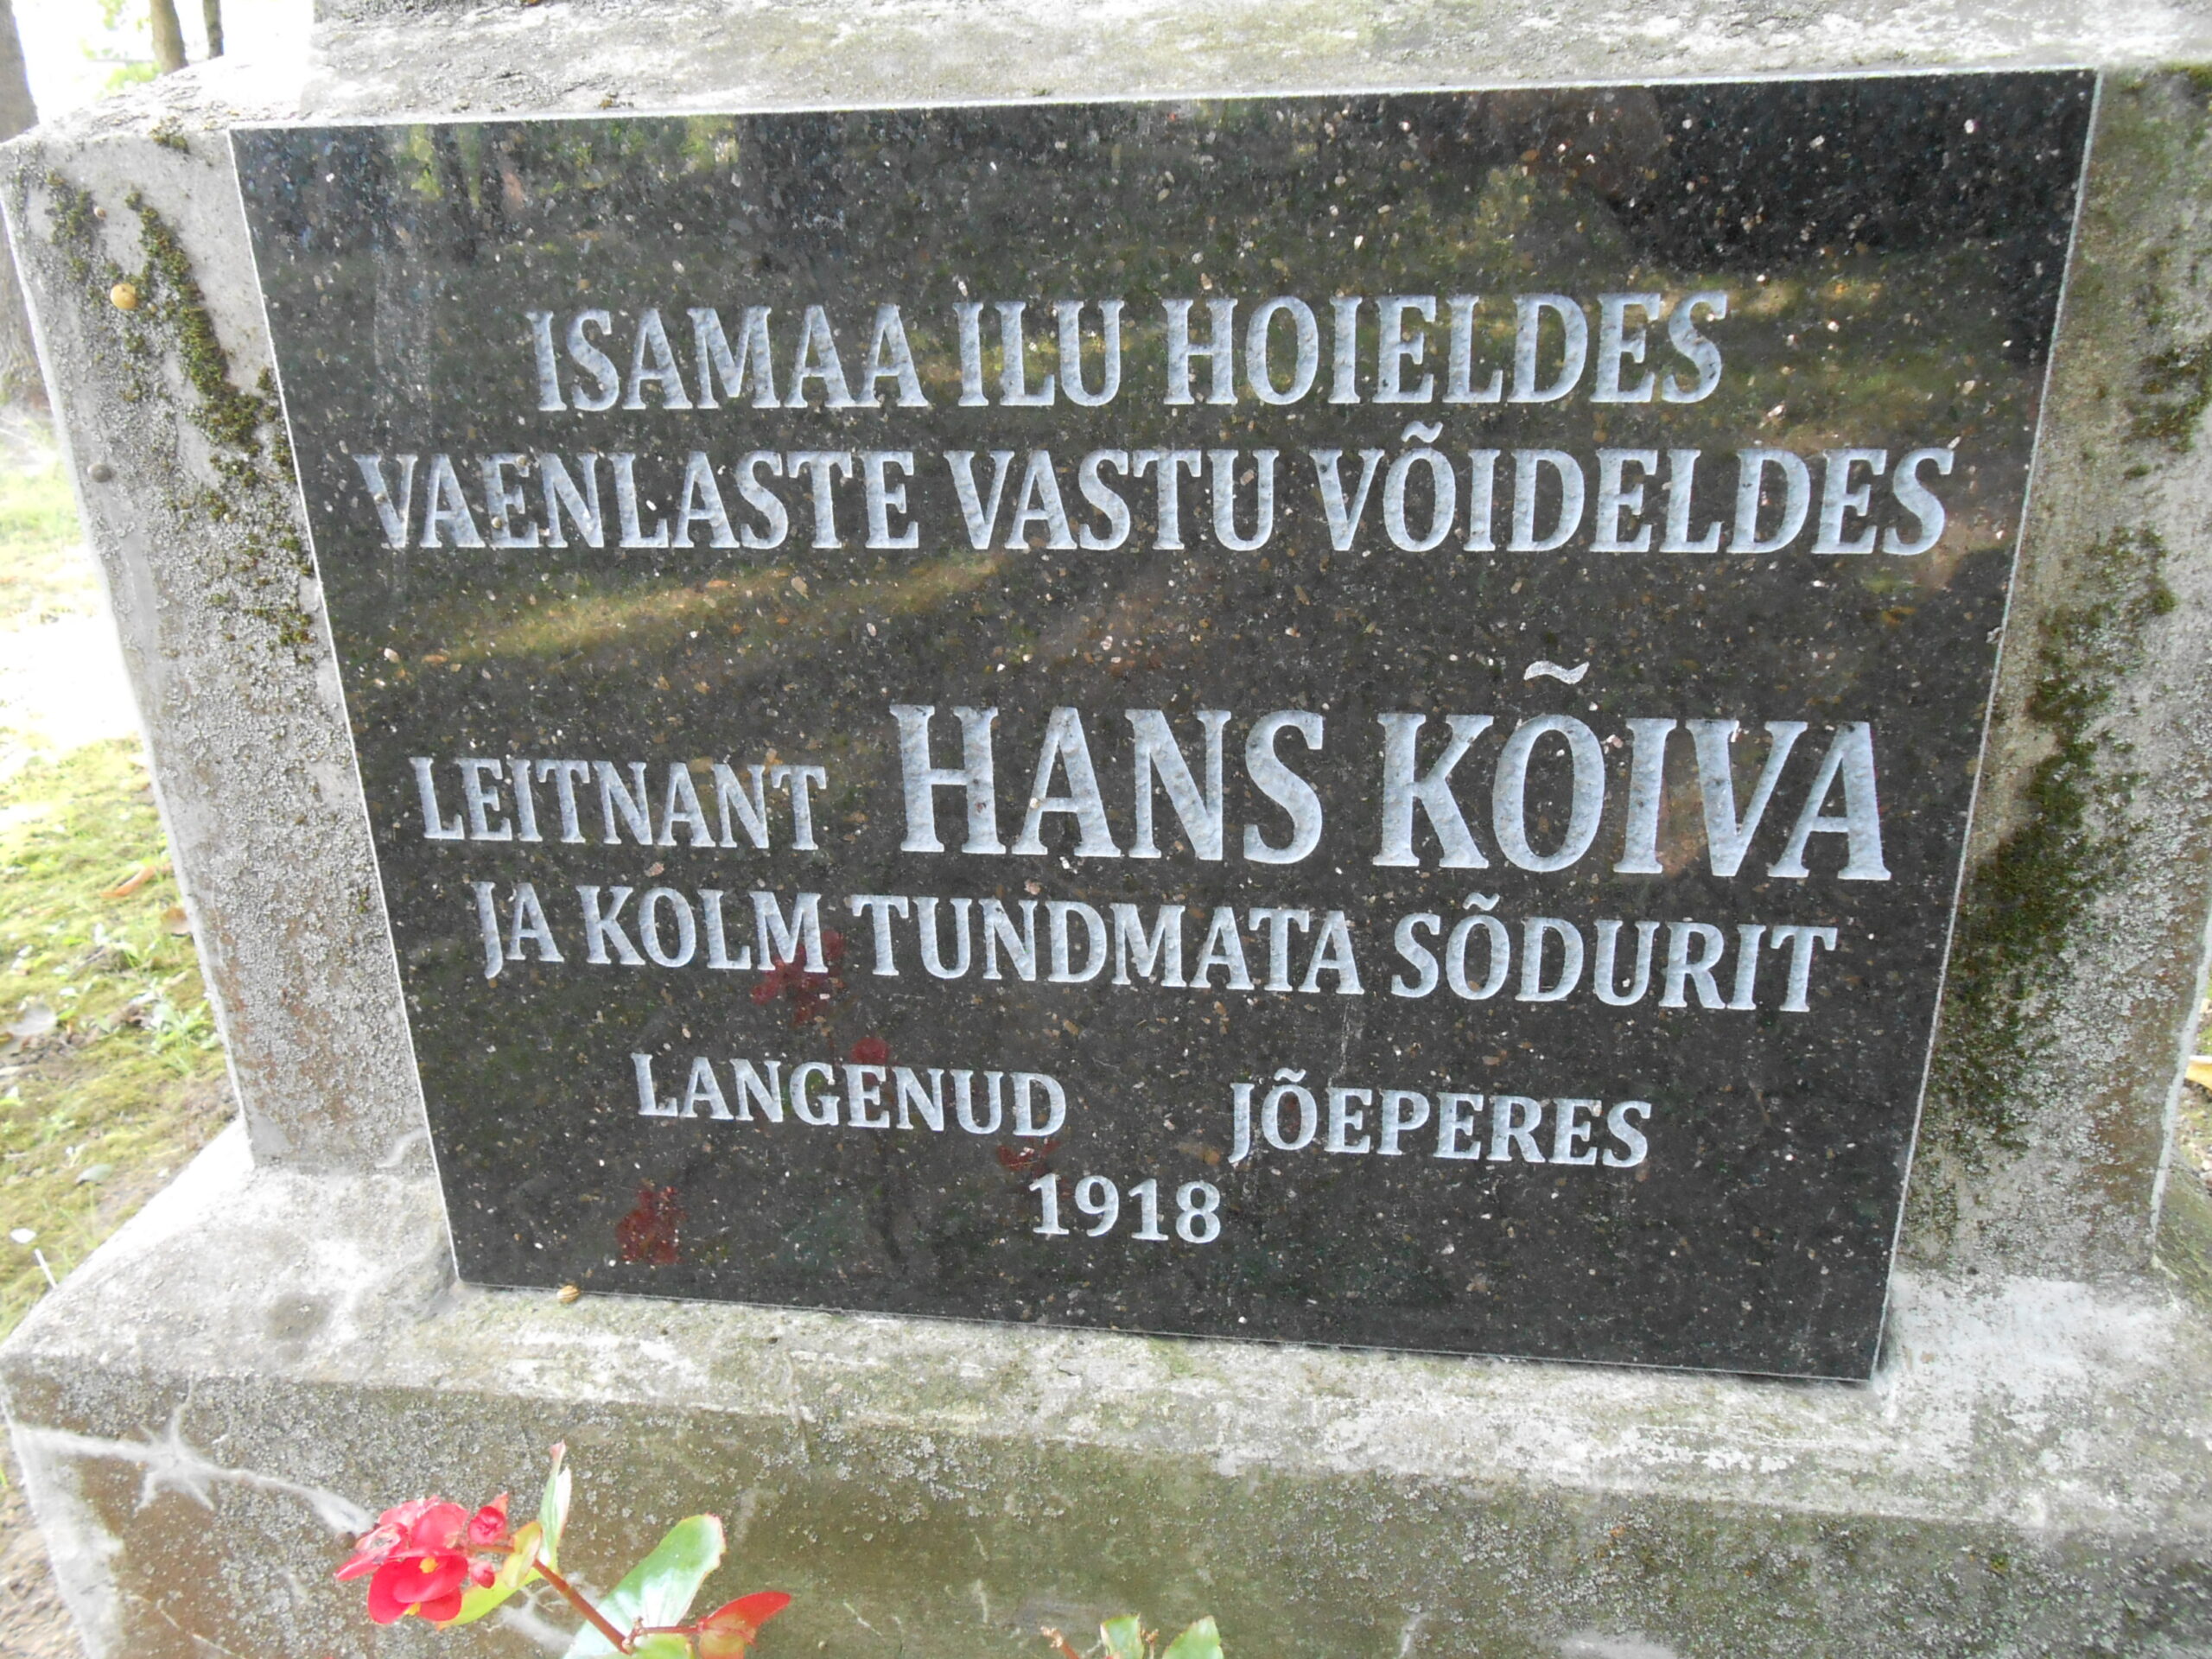 ISAMAA ILU HOIELDES
VAENLASTE VASTU VÕIDELDES
LEITNANT HANS KÕIVA
JA KOLM TUNDMATA SÕDURIT
LANGENUD JÕEPERES
1918